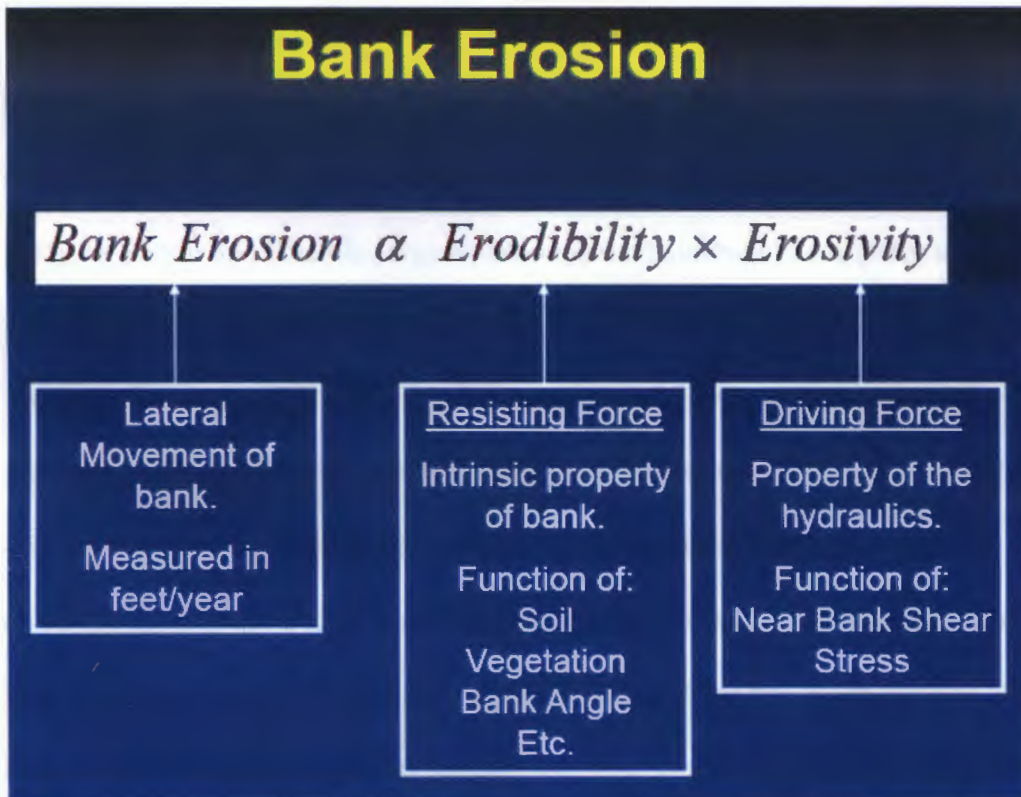 Bank Erosion
Bank Erosion α Erodibility × Erosivity
Lateral
Movement of
bank.
Measured in
feet/year
Resisting Force
Intrinsic property
of bank.
Function of:
Soil
Vegetation
Bank Angle
Etc.
Driving Force
Property of the
hydraulics.
Function of:
Near Bank Shear
Stress